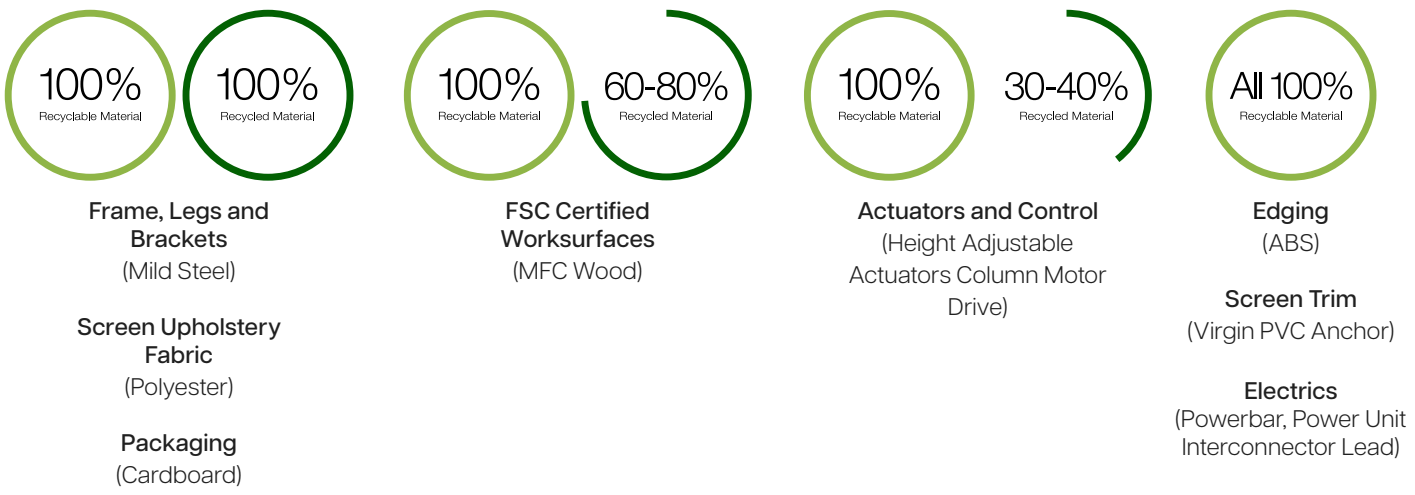 100%
Recyclable Material
100%
Recycled Material
Frame, Legs and
Brackets
(Mild Steel)
Screen Upholstery
Fabric
(Polyester)
Packaging
(Cardboard)
100%
Recyclable Material
60-80%
Recycled Material
FSC Certified
Worksurfaces
(MFC Wood)
100%
Recyclable Material
30-40%
Recycled Material
Actuators and Control
(Height Adjustable
Actuators Column Motor
Drive)
All 100%
Recyclable Material
Edging
(ABS)
Screen Trim
(Virgin PVC Anchor)
Electrics
(Powerbar, Power Unit
Interconnector Lead)